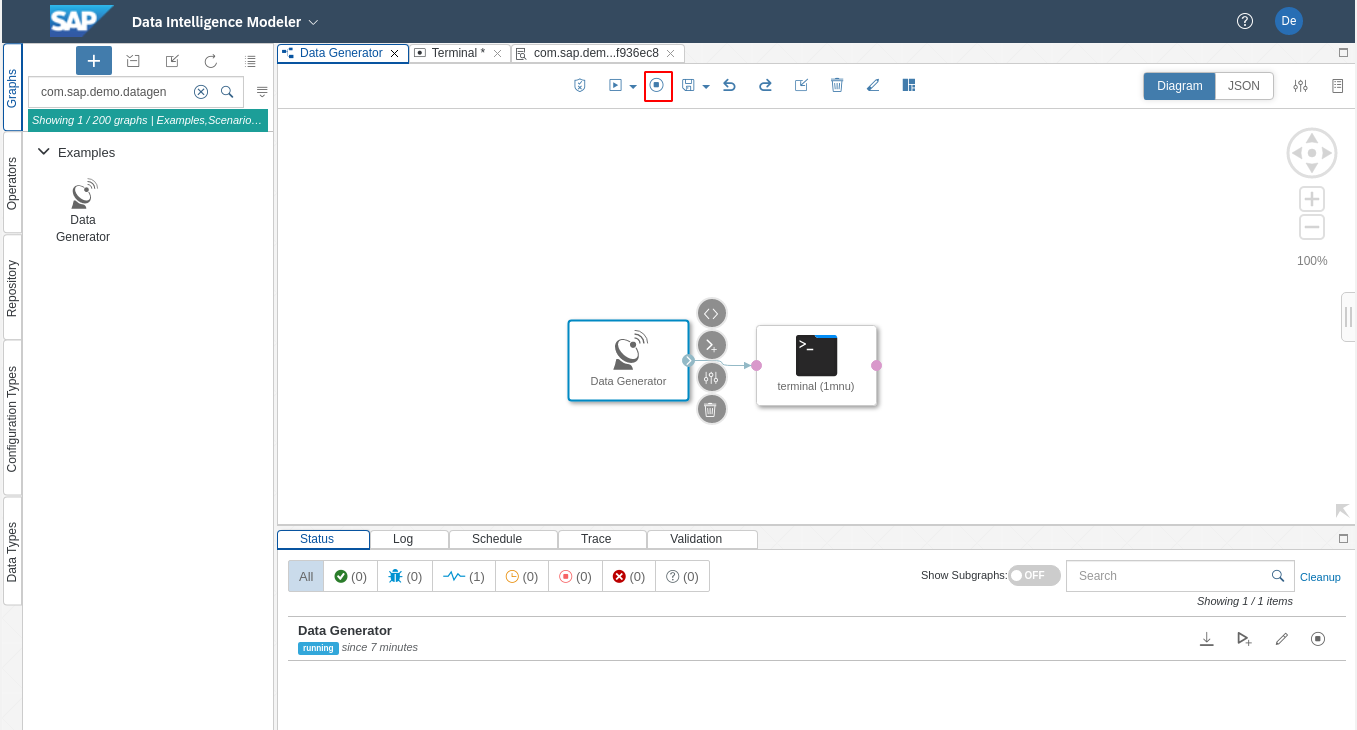 SAP Data Intelligence Modeler De
Data Generator Terminal * com.sap.dem...f936ec8
Graphs
Operators
Repository
Configuration Types
Data Types
com.sap.demo.datagen
Showing 1 / 200 graphs | Examples,Scenario...
Examples
Data
Generator
Diagram JSON
100%
Data Generator
>_
terminal (1mnu)
Status Log Schedule Trace Validation
All (0) (0) (1) (0) (0) (0) (0)
Show Subgraphs: OFF Search Cleanup
Showing 1 / 1 items
Data Generator
running since 7 minutes